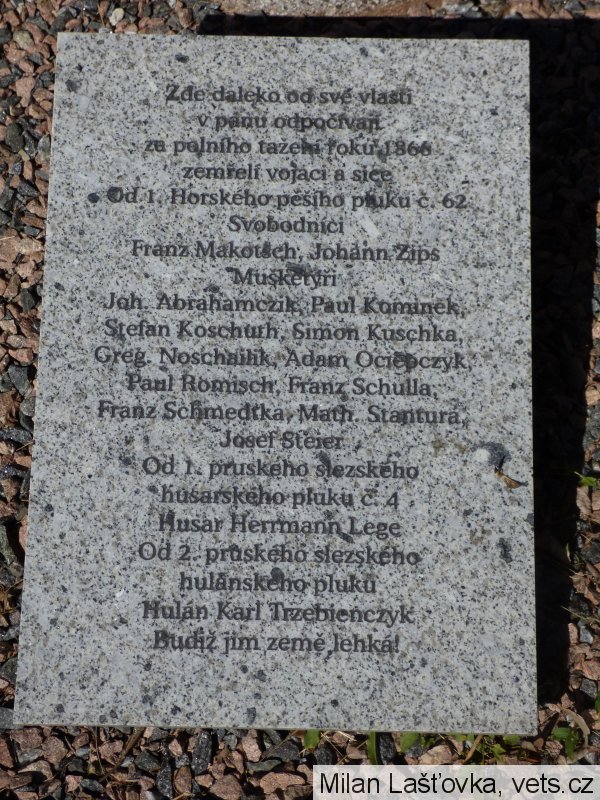 Zde daleko od své vlasti
v pánu odpočívají
za polního tažení roku 1866
zemřelí vojáci a sice
Od 1. Horského pěšího pluku č. 62
Svobodníci
Franz Makotsch, Johann Zips
Mušketýři
Joh. Abrahamczik, Paul Kominek,
Stefan Koschuth, Simon Kuschka,
Greg. Noschailik, Adam Ociepczyk,
Paul Romisch, Franz Schulla,
Franz Schmedtka, Math. Stantura,
Josef Steier
Od 1. pruského slezského
husarského pluku č. 4
Husar Herrmann Lege
Od 2. pruského slezského
hulánského pluku
Hulán Karl Trzebienczyk
Budiž jim země lehká!
Milan Lašťovka, vets.cz